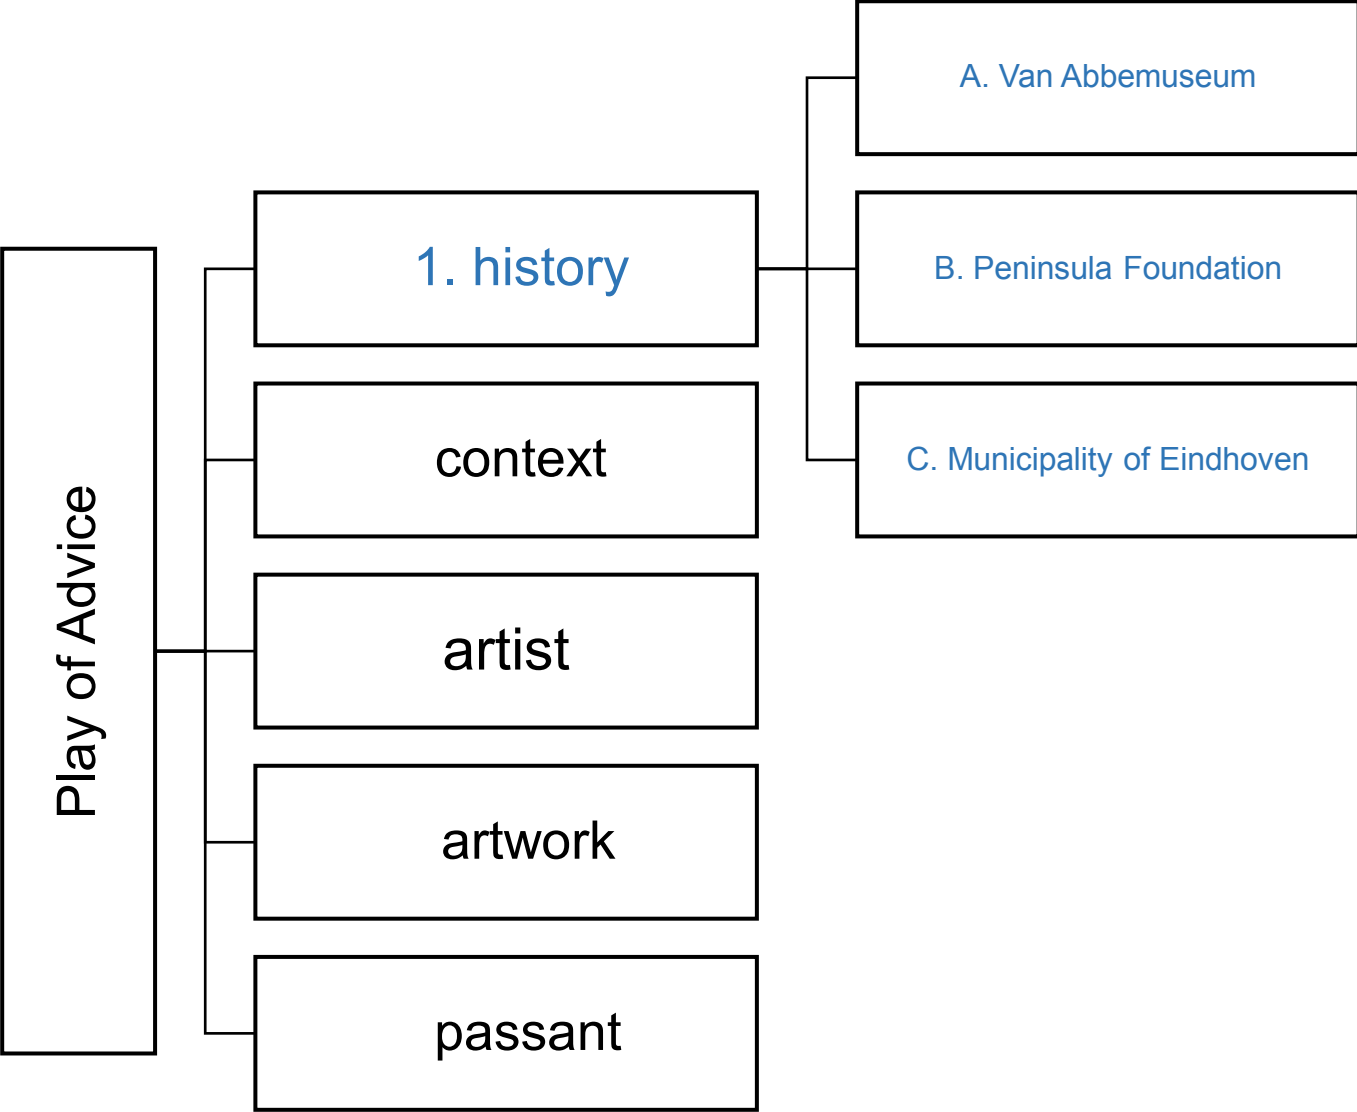 Play of Advice
1. history
A. Van Abbemuseum
B. Peninsula Foundation
C. Municipality of Eindhoven
context
artist
artwork
passant